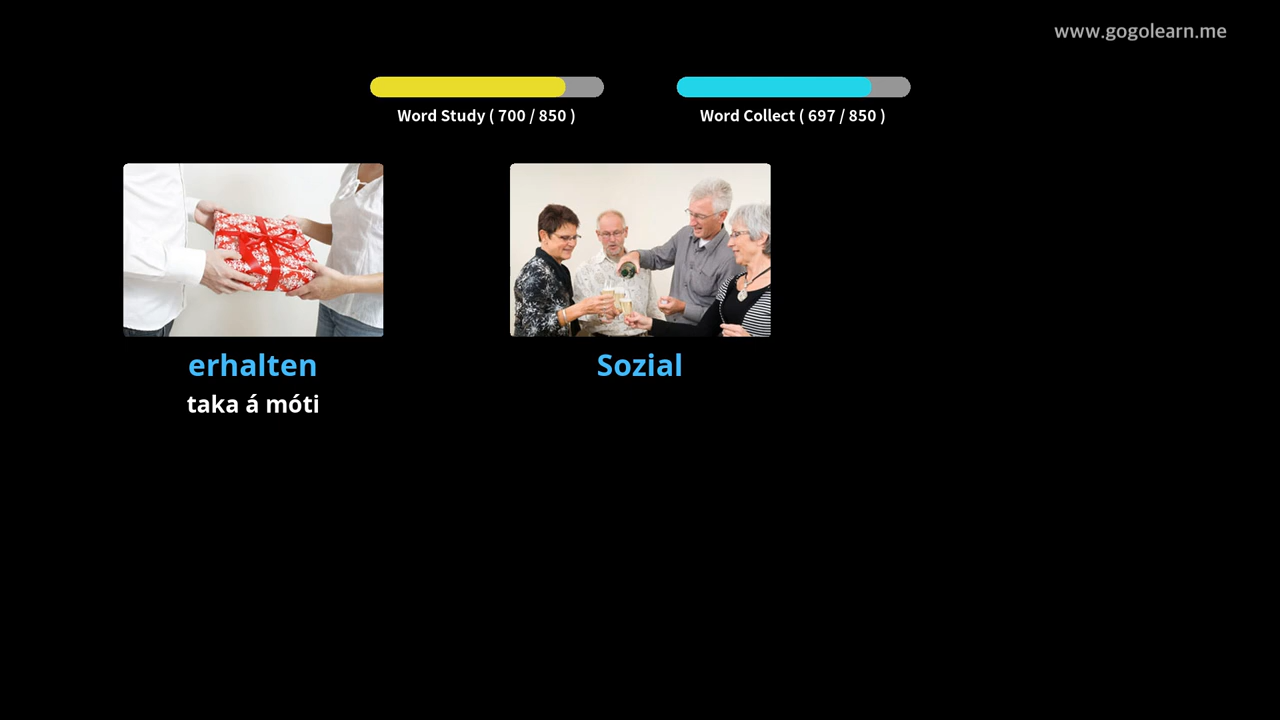 www.gogolearn.me
Word Study ( 700 / 850 )
Word Collect ( 697 / 850 )
erhalten
Sozial
taka á móti